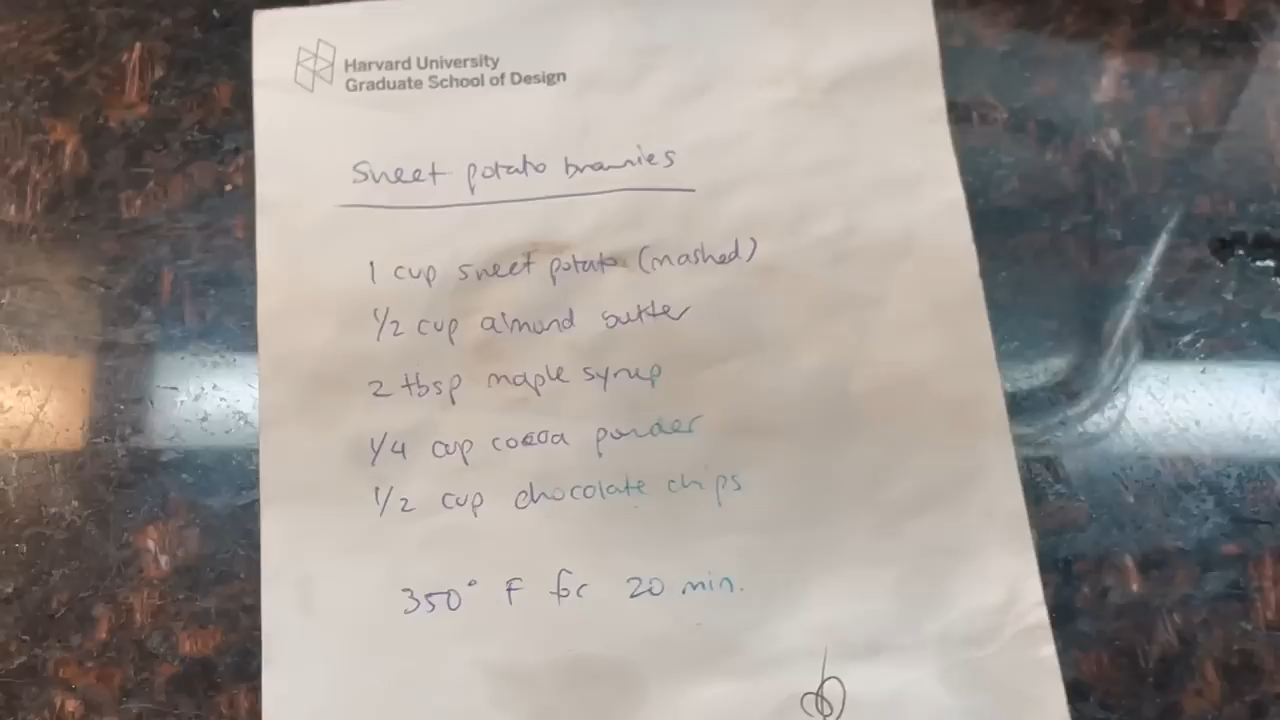 Harvard University
Graduate School of Design
Sweet potato brownies
1 cup sweet potato (mashed)
1/2 cup almond butter
2 tbsp maple syrup
1/4 cup cocoa powder
1/2 cup chocolate chips
350° F for 20 min.